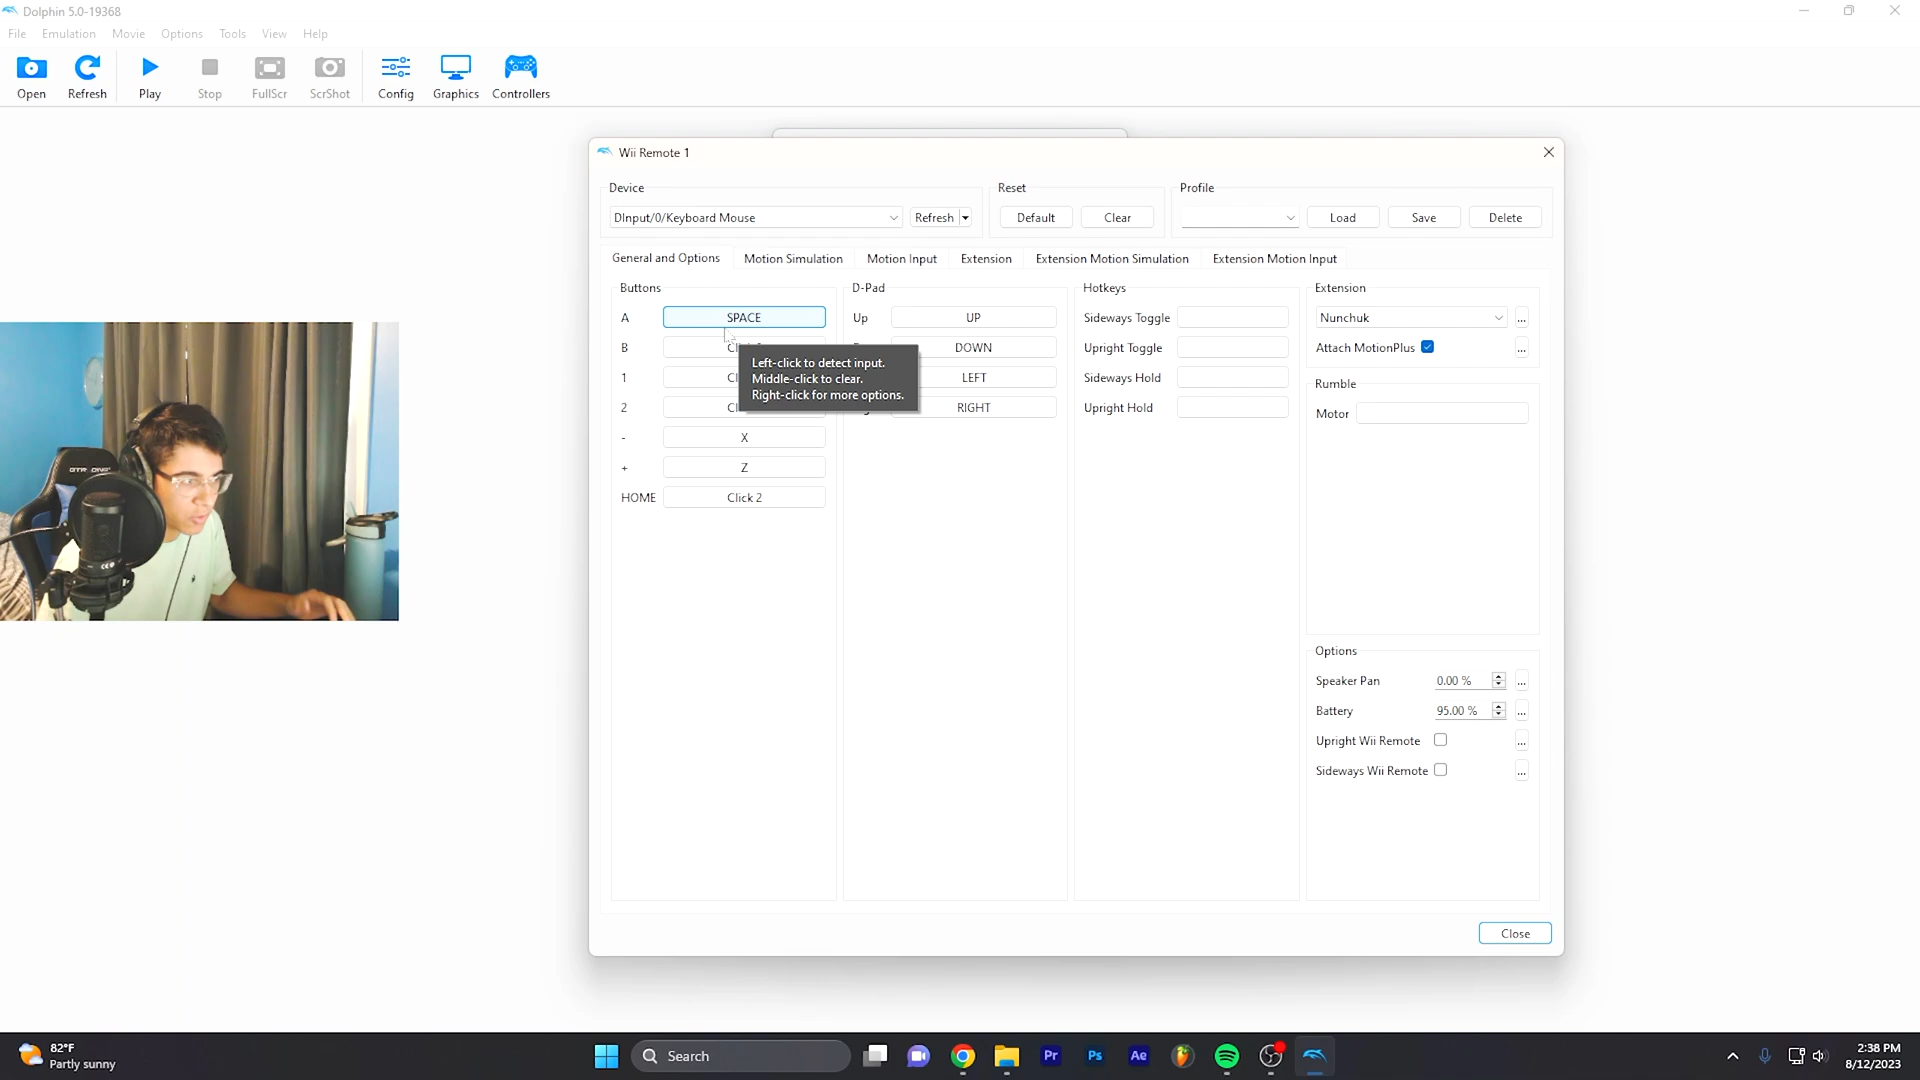 Dolphin 5.0-19368
File Emulation Movie Options Tools View Help
Open Refresh Play Stop FullScr ScrShot Config Graphics Controllers
Wii Remote 1
Device Reset Profile
DInput/0/Keyboard Mouse Refresh Default Clear Load Save Delete
General and Options Motion Simulation Motion Input Extension Extension Motion Simulation Extension Motion Input
Buttons D-Pad Hotkeys Extension
A SPACE Up UP Sideways Toggle Nunchuk ...
B DOWN Upright Toggle Attach MotionPlus ...
Left-click to detect input.
Middle-click to clear.
Right-click for more options.
1 LEFT Sideways Hold Rumble
2 RIGHT Upright Hold Motor
- X
+ Z
HOME Click 2
Options
Speaker Pan 0.00 % ...
Battery 95.00 % ...
Upright Wii Remote ...
Sideways Wii Remote ...
Close
82°F
Partly sunny
Search
Pr Ps Ae
2:38 PM
8/12/2023